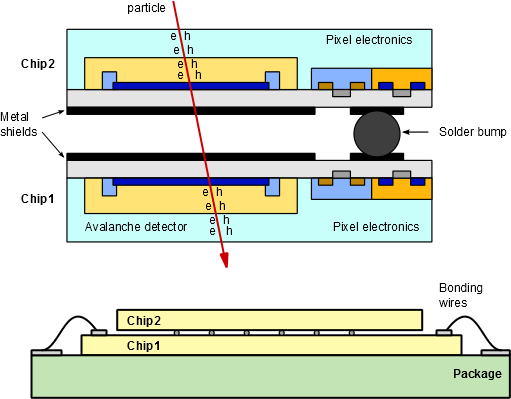 particle
e h
e h
e h
e h
Pixel electronics
Chip2
Metal
shields
Solder bump
Chip1
e h
e h
e h
e h
Avalanche detector
Pixel electronics
Bonding
wires
Chip2
Chip1
Package